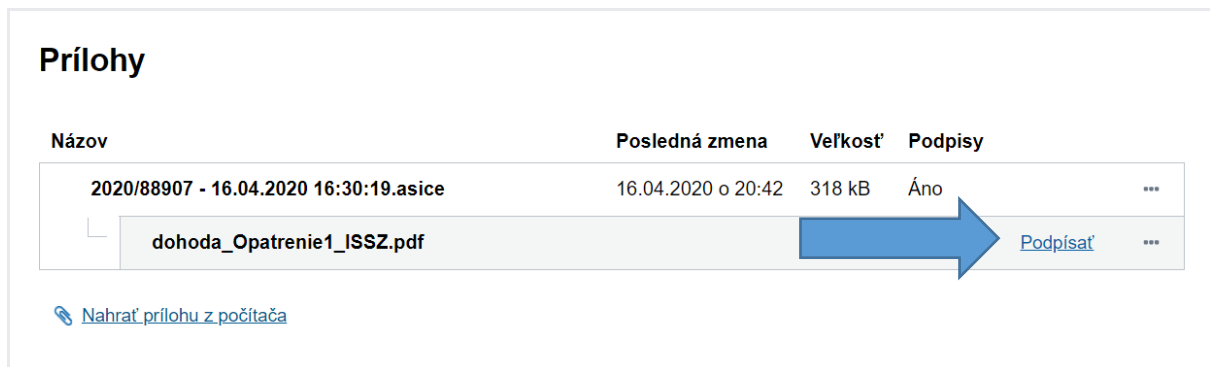 Prílohy
Názov Posledná zmena Veľkosť Podpisy
2020/88907 - 16.04.2020 16:30:19.asice 16.04.2020 o 20:42 318 kB Áno
dohoda_Opatrenie1_ISSZ.pdf Podpísať
Nahrať prílohu z počítača